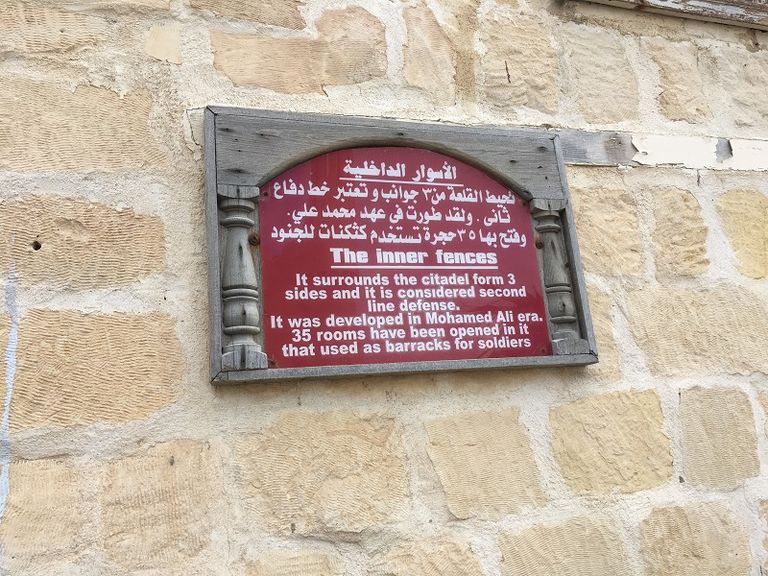 الأسوار الداخلية
تحيط القلعة من٣ جوانب و تعتبر خط دفاع
ثانى . ولقد طورت في عهد محمد علي .
وفتح بها ٣٥ حجرة تستخدم كثكنات للجنود
The inner fences
It surrounds the citadel form 3
sides and it is considered second
line defense.
It was developed in Mohamed Ali era.
35 rooms have been opened in it
that used as barracks for soldiers